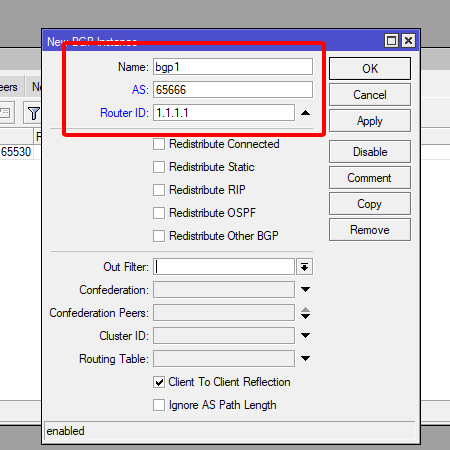 New BGP Instance
eers
Ne
Name: bgp1
AS: 65666
Router ID: 1.1.1.1
65530
R
Redistribute Connected
Redistribute Static
Redistribute RIP
Redistribute OSPF
Redistribute Other BGP
Out Filter:
Confederation:
Confederation Peers:
Cluster ID:
Routing Table:
Client To Client Reflection
Ignore AS Path Length
OK
Cancel
Apply
Disable
Comment
Copy
Remove
enabled